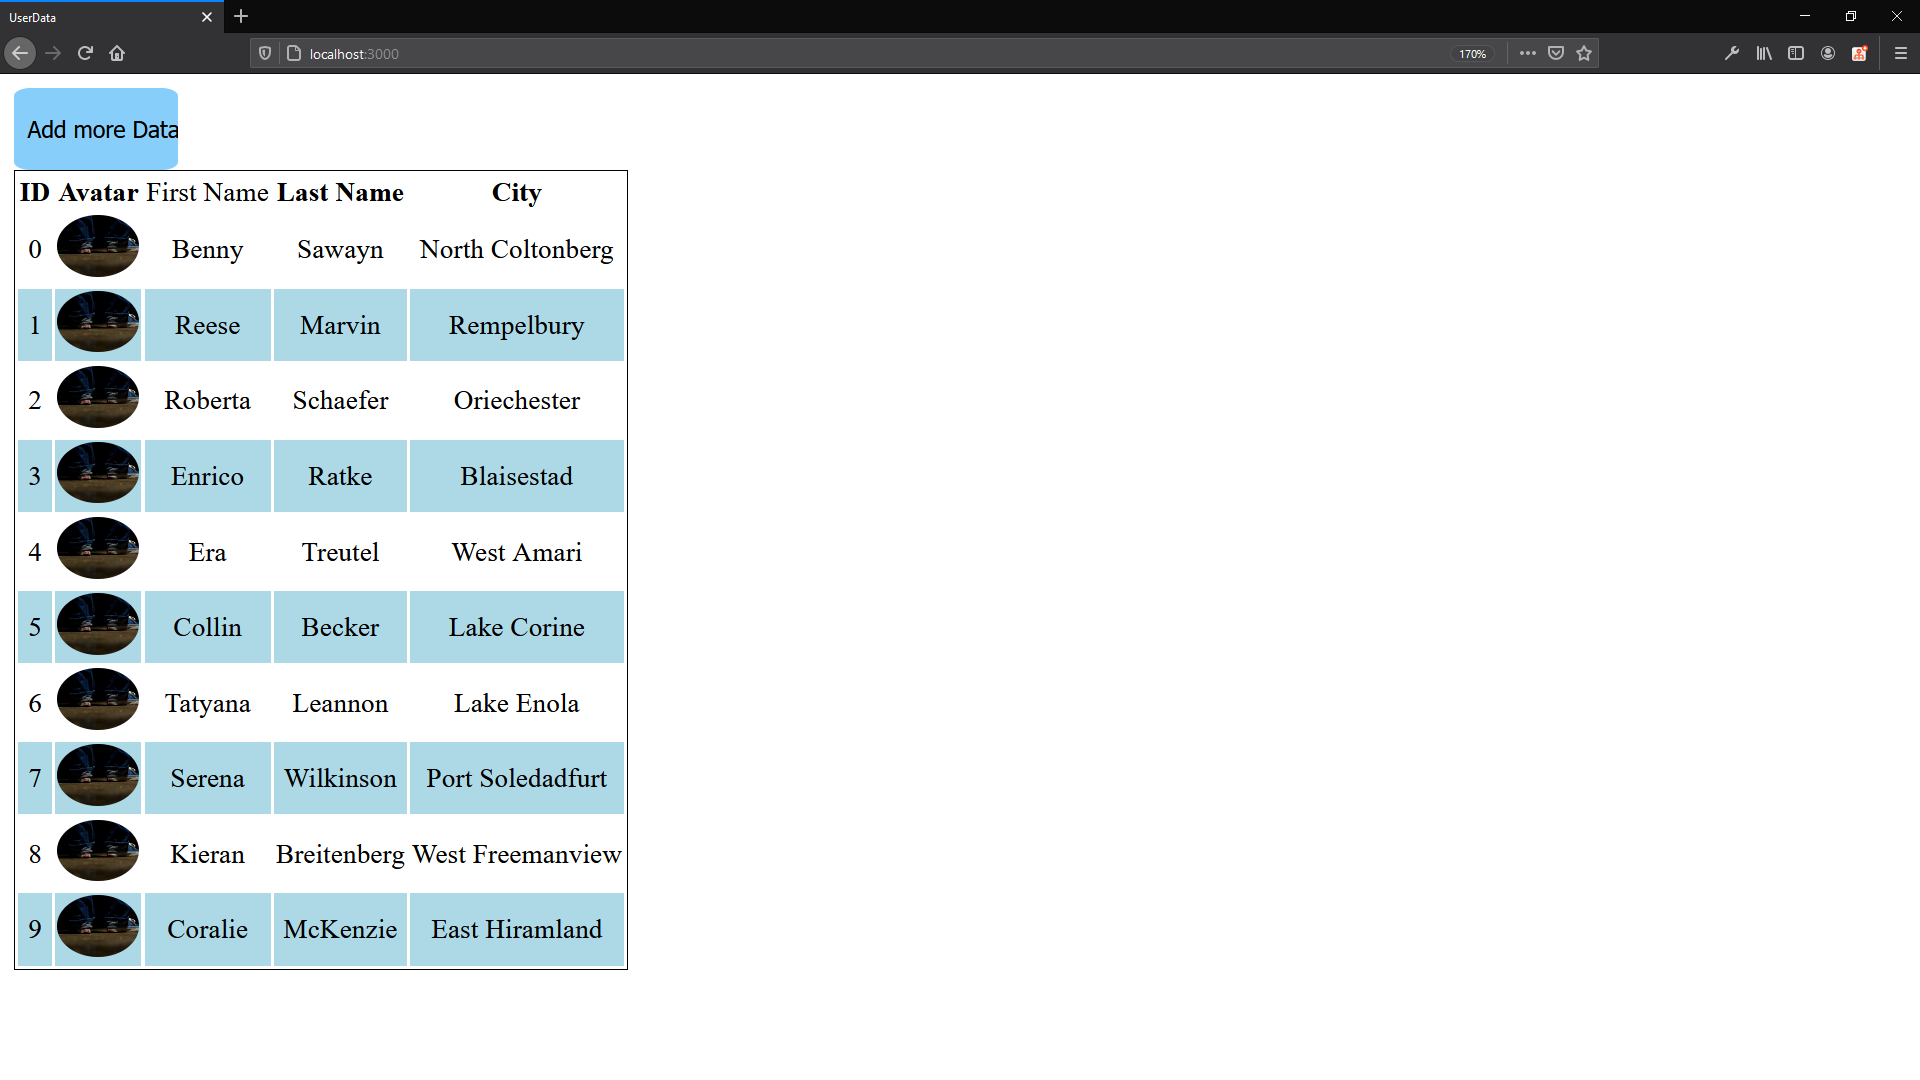 UserData
localhost:3000
170%
Add more Data
ID Avatar First Name Last Name City
0 Benny Sawayn North Coltonberg
1 Reese Marvin Rempelbury
2 Roberta Schaefer Oriechester
3 Enrico Ratke Blaisestad
4 Era Treutel West Amari
5 Collin Becker Lake Corine
6 Tatyana Leannon Lake Enola
7 Serena Wilkinson Port Soledadfurt
8 Kieran Breitenberg West Freemanview
9 Coralie McKenzie East Hiramland